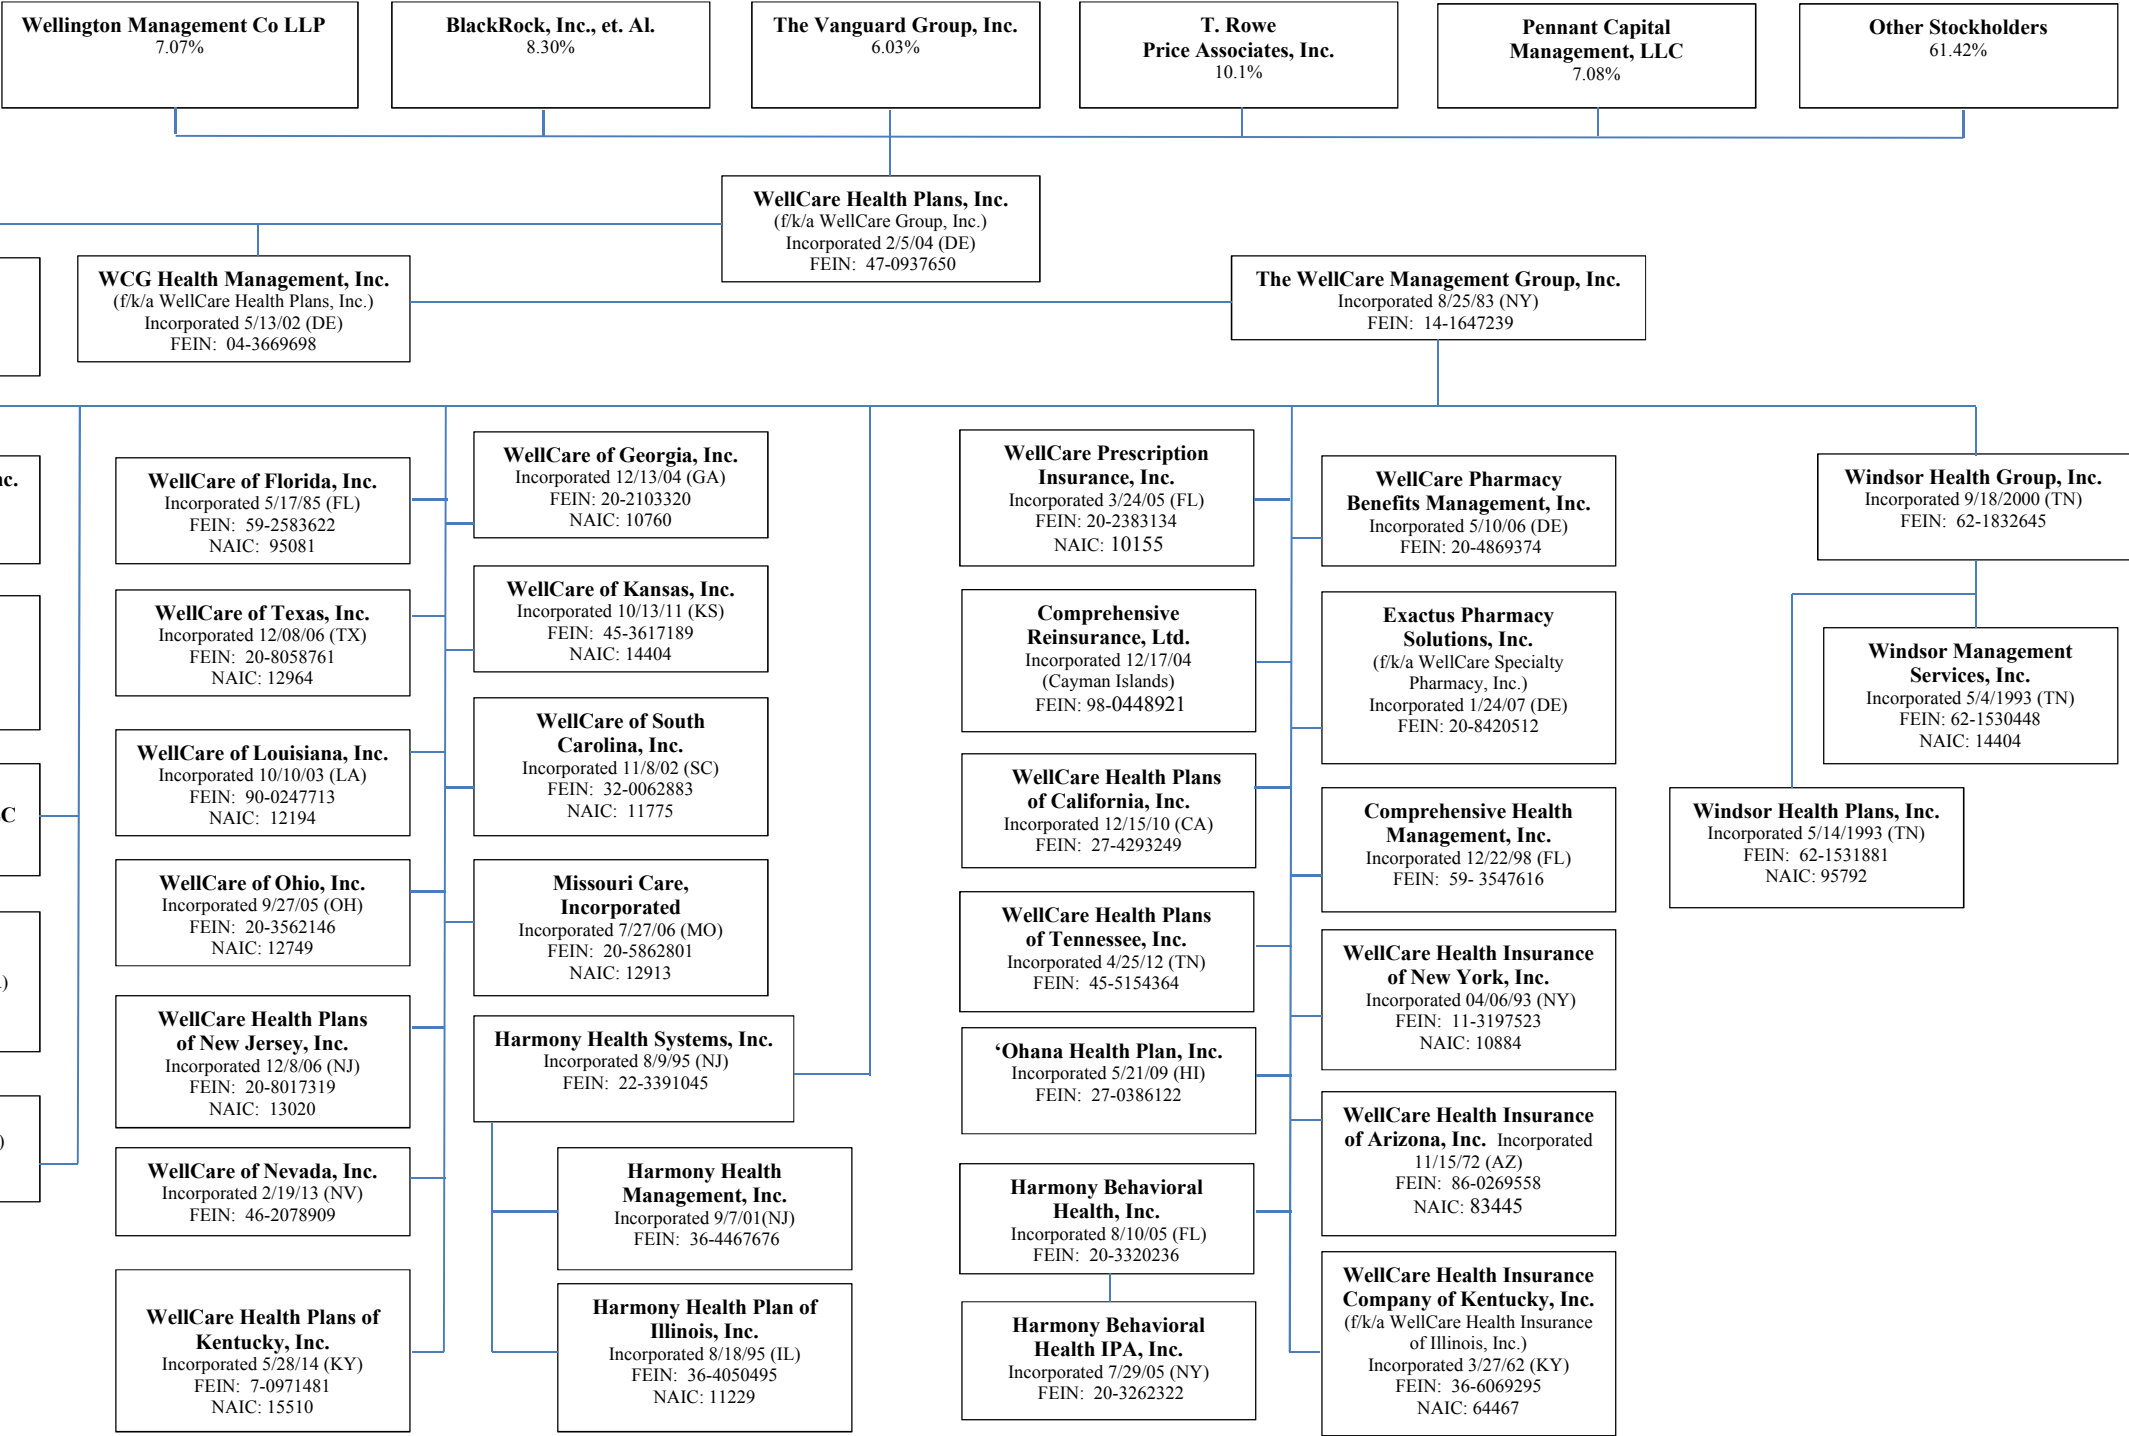 Wellington Management Co LLP
7.07%
BlackRock, Inc., et. Al.
8.30%
The Vanguard Group, Inc.
6.03%
T. Rowe
Price Associates, Inc.
10.1%
Pennant Capital
Management, LLC
7.08%
Other Stockholders
61.42%
WellCare Health Plans, Inc.
(f/k/a WellCare Group, Inc.)
Incorporated 2/5/04 (DE)
FEIN:  47-0937650
WCG Health Management, Inc.
(f/k/a WellCare Health Plans, Inc.)
Incorporated 5/13/02 (DE)
FEIN:  04-3669698
The WellCare Management Group, Inc.
Incorporated 8/25/83 (NY)
FEIN:  14-1647239
nc.
C
)
)
WellCare of Florida, Inc.
Incorporated 5/17/85 (FL)
FEIN:  59-2583622
NAIC:  95081
WellCare of Texas, Inc.
Incorporated 12/08/06 (TX)
FEIN:  20-8058761
NAIC: 12964
WellCare of Louisiana, Inc.
Incorporated 10/10/03 (LA)
FEIN:  90-0247713
NAIC:  12194
WellCare of Ohio, Inc.
Incorporated 9/27/05 (OH)
FEIN:  20-3562146
NAIC: 12749
WellCare Health Plans
of New Jersey, Inc.
Incorporated 12/8/06 (NJ)
FEIN:  20-8017319
NAIC:  13020
WellCare of Nevada, Inc.
Incorporated 2/19/13 (NV)
FEIN:  46-2078909
WellCare Health Plans of
Kentucky, Inc.
Incorporated 5/28/14 (KY)
FEIN:  7-0971481
NAIC: 15510
WellCare of Georgia, Inc.
Incorporated 12/13/04 (GA)
FEIN: 20-2103320
NAIC: 10760
WellCare of Kansas, Inc.
Incorporated 10/13/11 (KS)
FEIN:  45-3617189
NAIC: 14404
WellCare of South
Carolina, Inc.
Incorporated 11/8/02 (SC)
FEIN:  32-0062883
NAIC:  11775
Missouri Care,
Incorporated
Incorporated 7/27/06 (MO)
FEIN:  20-5862801
NAIC: 12913
Harmony Health Systems, Inc.
Incorporated 8/9/95 (NJ)
FEIN:  22-3391045
Harmony Health
Management, Inc.
Incorporated 9/7/01(NJ)
FEIN:  36-4467676
Harmony Health Plan of
Illinois, Inc.
Incorporated 8/18/95 (IL)
FEIN:  36-4050495
NAIC: 11229
WellCare Prescription
Insurance, Inc.
Incorporated 3/24/05 (FL)
FEIN: 20-2383134
NAIC: 10155
Comprehensive
Reinsurance, Ltd.
Incorporated 12/17/04
(Cayman Islands)
FEIN: 98-0448921
WellCare Health Plans
of California, Inc.
Incorporated 12/15/10 (CA)
FEIN:  27-4293249
WellCare Health Plans
of Tennessee, Inc.
Incorporated 4/25/12 (TN)
FEIN:  45-5154364
‘Ohana Health Plan, Inc.
Incorporated 5/21/09 (HI)
FEIN:  27-0386122
Harmony Behavioral
Health, Inc.
Incorporated 8/10/05 (FL)
FEIN:  20-3320236
Harmony Behavioral
Health IPA, Inc.
Incorporated 7/29/05 (NY)
FEIN:  20-3262322
WellCare Pharmacy
Benefits Management, Inc.
Incorporated 5/10/06 (DE)
FEIN: 20-4869374
Exactus Pharmacy
Solutions, Inc.
(f/k/a WellCare Specialty
Pharmacy, Inc.)
Incorporated 1/24/07 (DE)
FEIN: 20-8420512
Comprehensive Health
Management, Inc.
Incorporated 12/22/98 (FL)
FEIN:  59- 3547616
WellCare Health Insurance
of New York, Inc.
Incorporated 04/06/93 (NY)
FEIN:  11-3197523
NAIC: 10884
WellCare Health Insurance
of Arizona, Inc.  Incorporated
11/15/72 (AZ)
FEIN:  86-0269558
NAIC: 83445
WellCare Health Insurance
Company of Kentucky, Inc.
(f/k/a WellCare Health Insurance
of Illinois, Inc.)
Incorporated 3/27/62 (KY)
FEIN:  36-6069295
NAIC: 64467
Windsor Health Group, Inc.
Incorporated 9/18/2000 (TN)
FEIN:  62-1832645
Windsor Management
Services, Inc.
Incorporated 5/4/1993 (TN)
FEIN: 62-1530448
NAIC: 14404
Windsor Health Plans, Inc.
Incorporated 5/14/1993 (TN)
FEIN:  62-1531881
NAIC: 95792